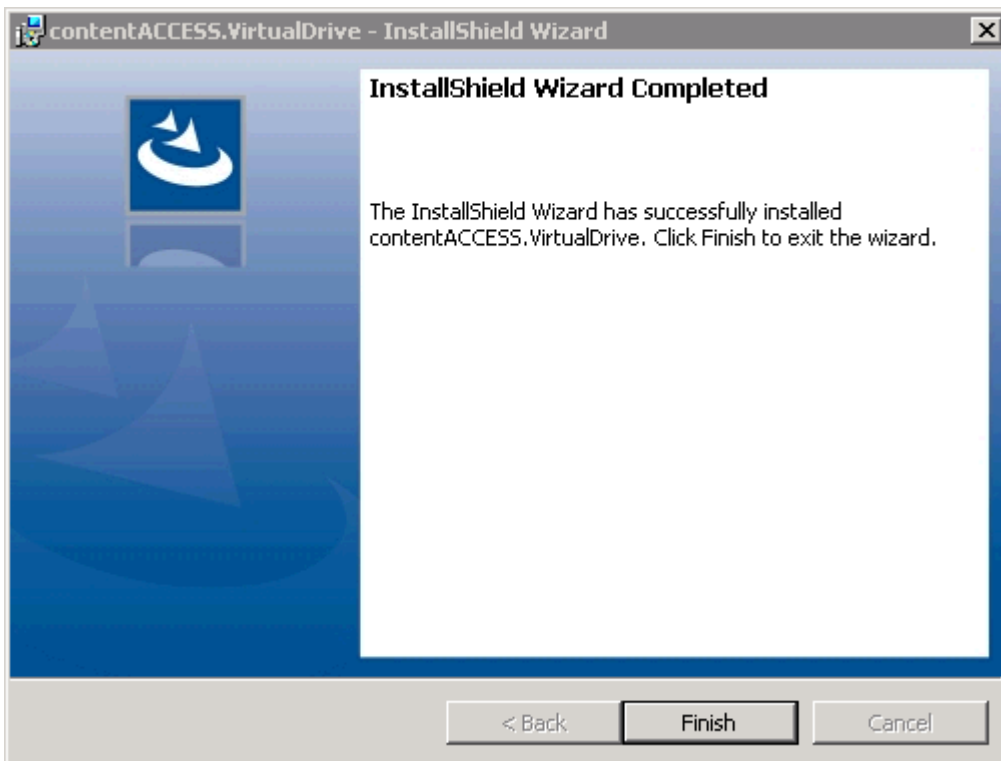 contentACCESS.VirtualDrive - InstallShield Wizard
InstallShield Wizard Completed
The InstallShield Wizard has successfully installed
contentACCESS.VirtualDrive. Click Finish to exit the wizard.
< Back Finish Cancel